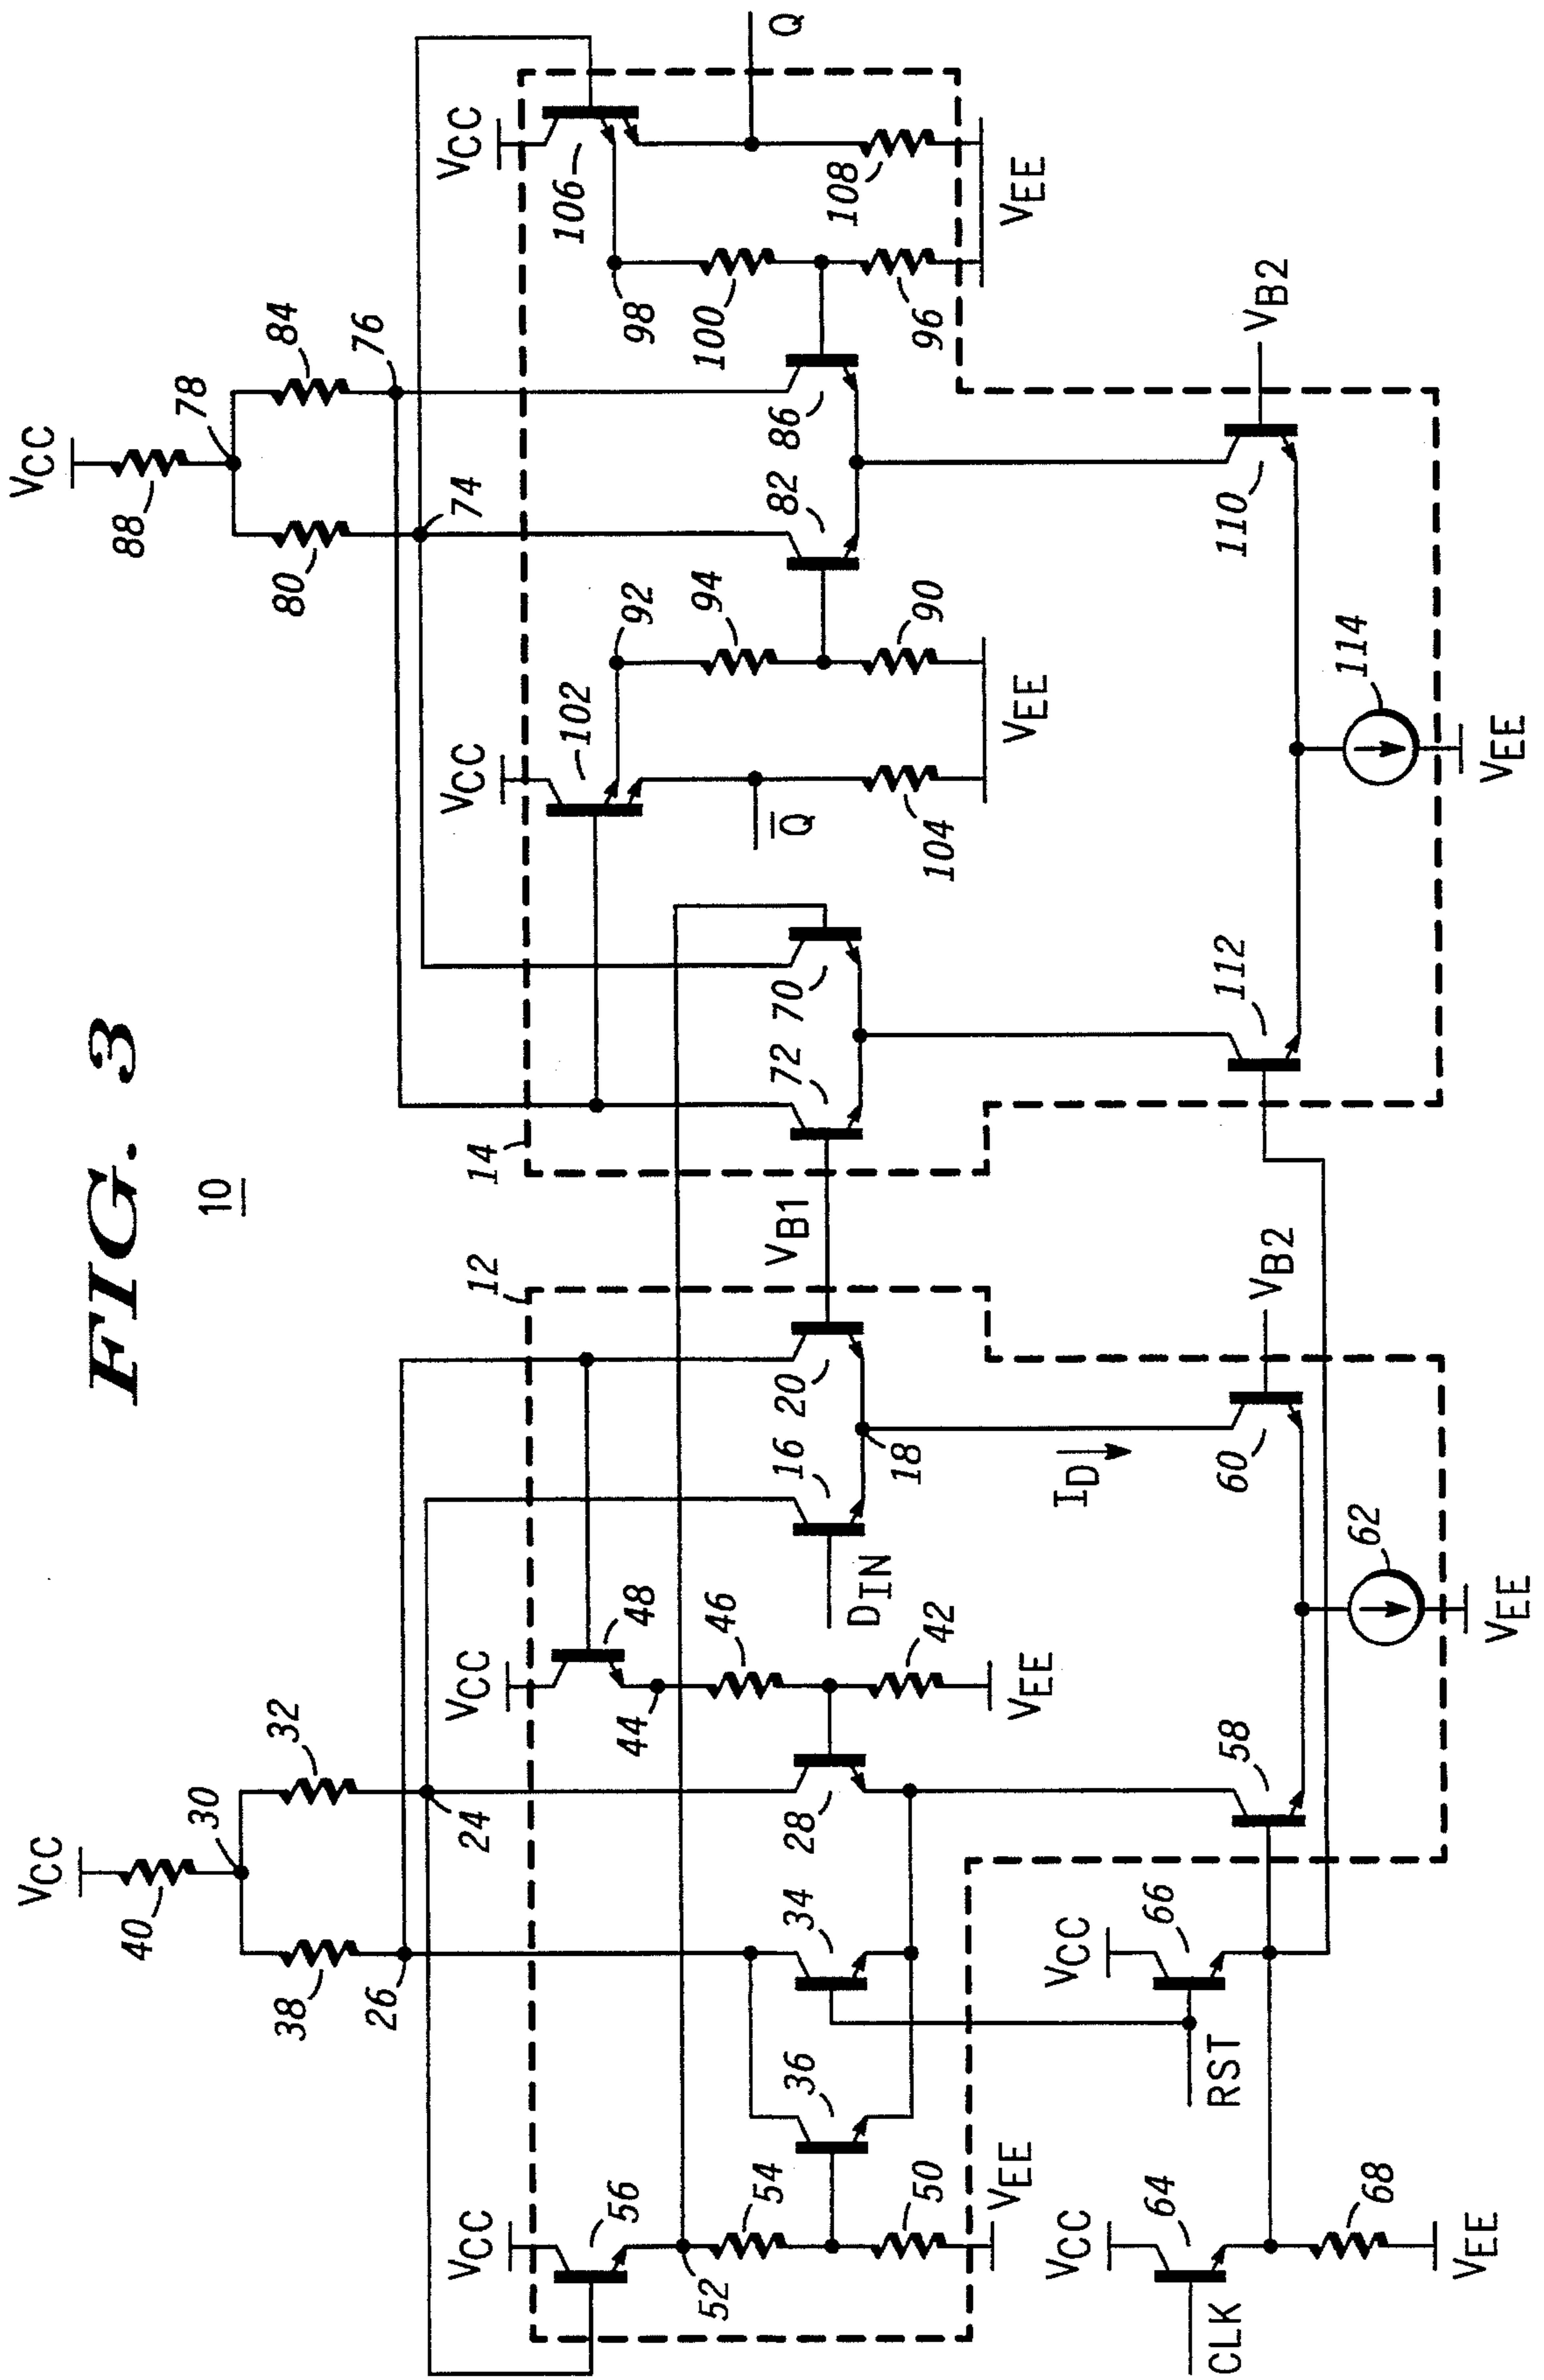 FIG. 3
10
VCC
40
30
38
32
26
24
VCC
88
78
80
84
74
76
12
14
VCC
56
52
54
50
VEE
36
34
28
VCC
48
44
46
42
VEE
DIN
16
18
20
VB1
ID
72
70
VCC
102
92
94
90
Q
104
VEE
82
86
VCC
106
98
100
96
108
VEE
Q
CLK
VCC
64
68
VEE
RST
VCC
66
58
60
VB2
62
VEE
112
110
VB2
114
VEE